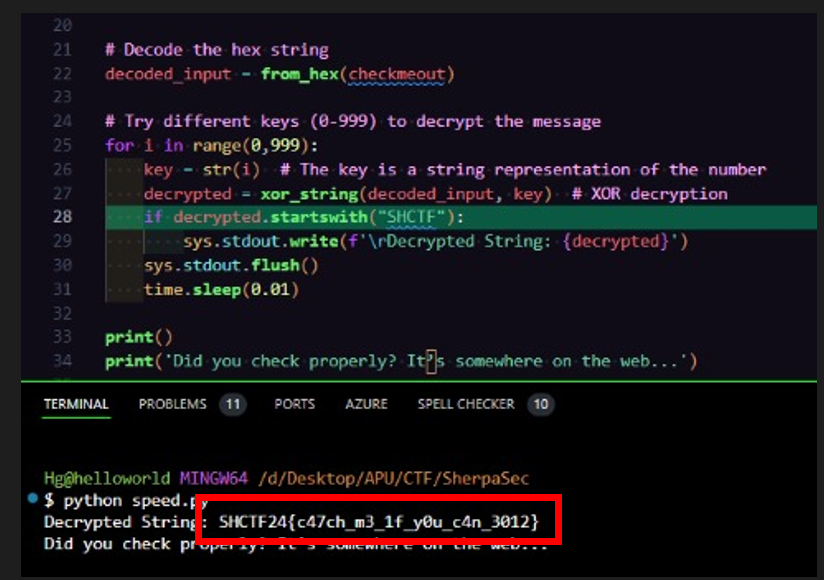 20
21 # Decode the hex string
22 decoded_input = from_hex(checkmeout)
23
24 # Try different keys (0-999) to decrypt the message
25 for i in range(0,999):
26 key = str(i) # The key is a string representation of the number
27 decrypted = xor_string(decoded_input, key) # XOR decryption
28 if decrypted.startswith("SHCTF"):
29 sys.stdout.write(f'\rDecrypted String: {decrypted}')
30 sys.stdout.flush()
31 time.sleep(0.01)
32
33 print()
34 print('Did you check properly? It’s somewhere on the web...')
TERMINAL PROBLEMS 11 PORTS AZURE SPELL CHECKER 10
Hg@helloworld MINGW64 /d/Desktop/APU/CTF/SherpaSec
$ python speed.py
Decrypted String: SHCTF24{c47ch_m3_1f_y0u_c4n_3012}
Did you check properly? It's somewhere on the web...